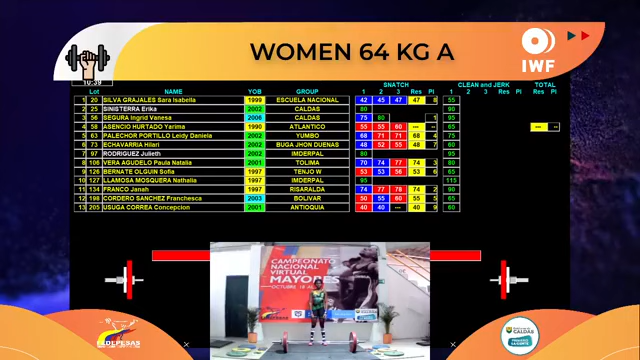 WOMEN 64 KG A
IWF
10:39
SNATCH CLEAN and JERK TOTAL
Lot NAME YOB GROUP 1 2 3 Res Pl 1 2 3 Res Pl Res Pl
1 20 SILVA GRAJALES Sara Isabella 1999 ESCUELA NACIONAL 42 45 47 47 8 55
2 25 SINISTERRA Erika 2002 CALDAS 80 80
3 56 SEGURA Ingrid Vanesa 2006 CALDAS 75 80 1 95
4 58 ASENCIO HURTADO Yarima 1990 ATLANTICO 55 55 60 --- -- 65 --- --
5 63 PALECHOR PORTILLO Leidy Daniela 2002 YUMBO 68 71 71 68 4 75
6 73 ECHAVARRIA Hilari 2002 BUGA JHON DUENAS 48 52 55 48 7 60
7 97 RODRIGUEZ Julieth 2002 IMDERPAL 80
8 106 VERA AGUDELO Paula Natalia 2001 TOLIMA 70 74 77 74 3 80
9 126 BERNATE OLGUIN Sofia 1997 TENJO W 53 53 56 53 6 65
10 127 LLAMOSA MOSQUERA Nathalia 1997 IMDERPAL 95 115
11 134 FRANCO Janah 1997 RISARALDA 74 77 78 74 2 90
12 198 CORDERO SANCHEZ Franchesca 2003 BOLIVAR 50 55 80 55 5 65
13 205 USUGA CORREA Concepcion 2001 ANTIOQUIA 40 40 --- 40 9 60
CAMPEONATO
NACIONAL
VIRTUAL
MAYORES
OCTUBRE 18 A
FEDEPESAS
CALDAS